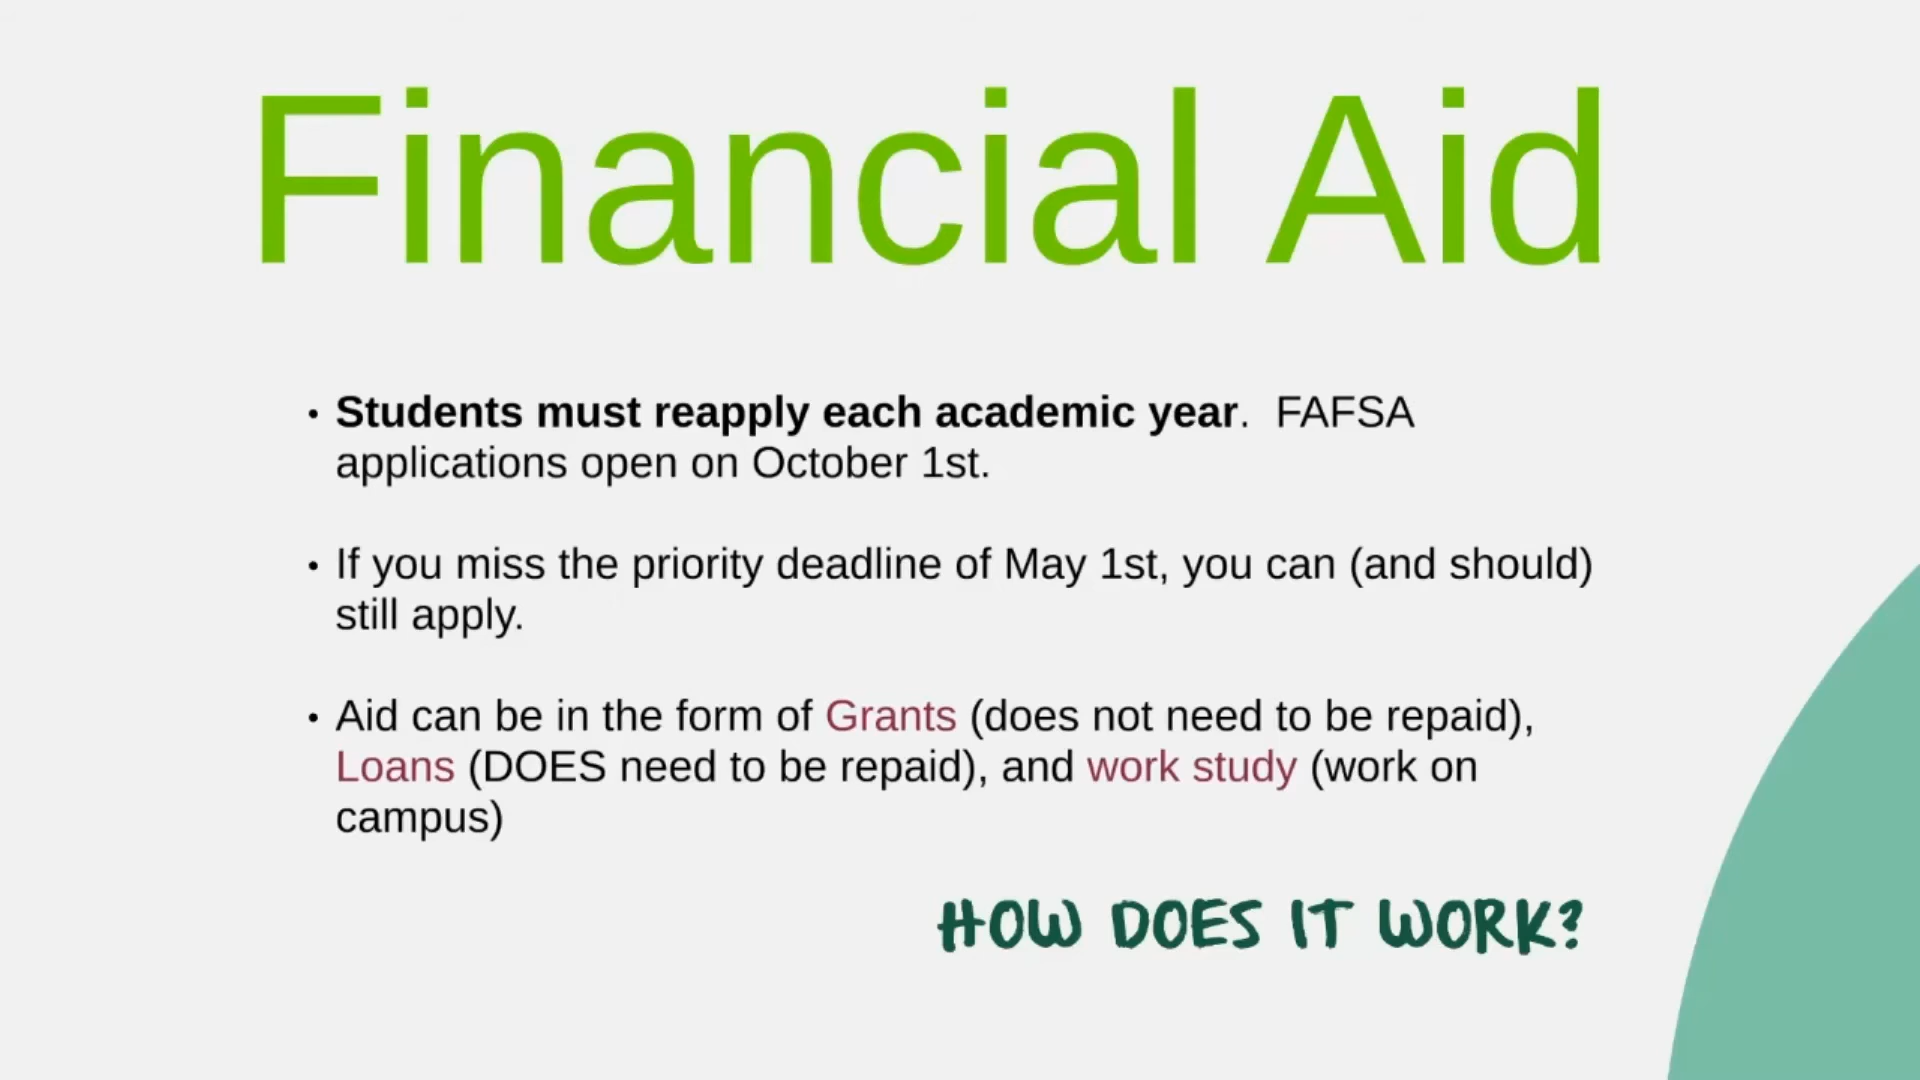 Financial Aid
• Students must reapply each academic year.  FAFSA
applications open on October 1st.
• If you miss the priority deadline of May 1st, you can (and should)
still apply.
• Aid can be in the form of Grants (does not need to be repaid),
Loans (DOES need to be repaid), and work study (work on
campus)
HOW DOES IT WORK?